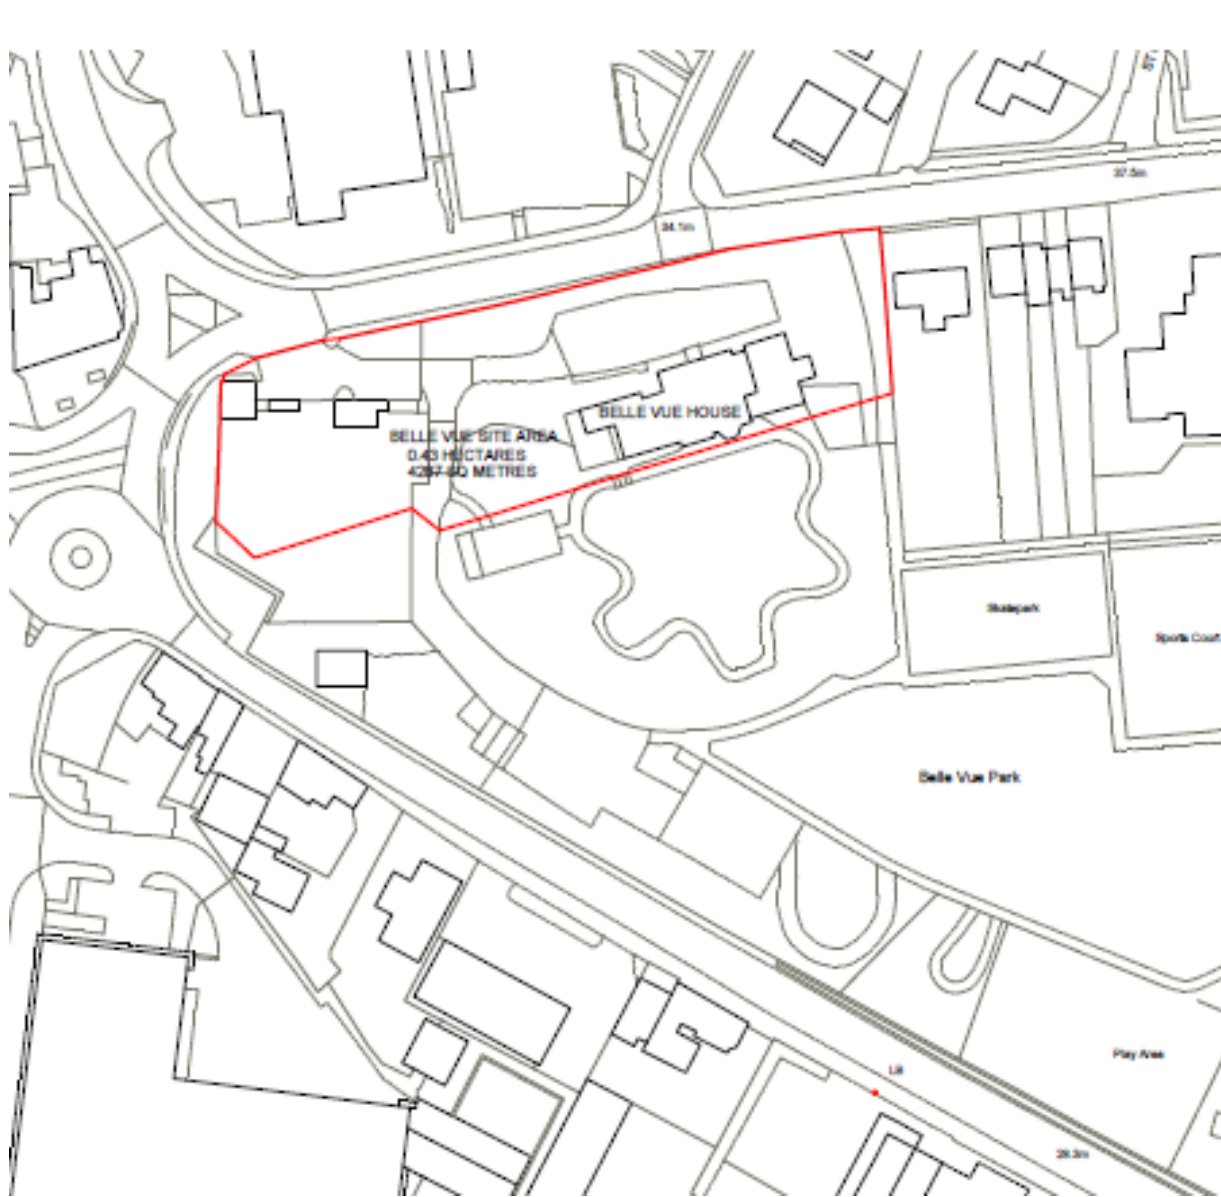 37.5m
34.1m
BELLE VUE HOUSE
BELLE VUE SITE AREA
0.43 HECTARES
SQ METRES
Skatepark
Sports Court
Belle Vue Park
Play Area
LB
28.3m